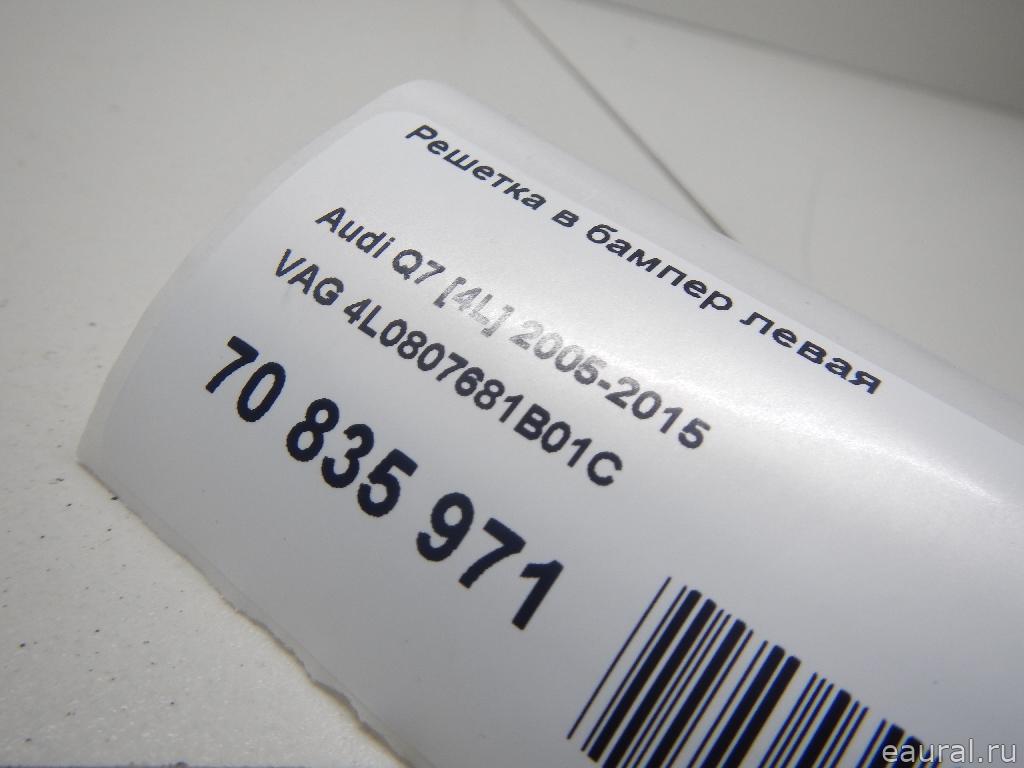 Решетка в бампер левая
Audi Q7 [4L] 2005-2015
VAG 4L0807681B01C
70 835 971
eaural.ru